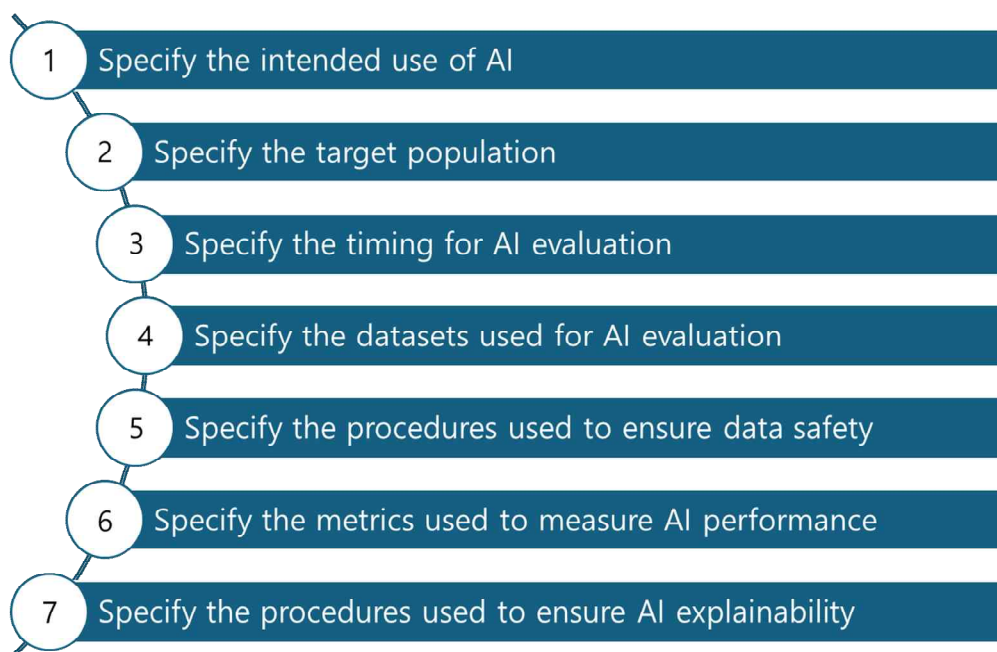 1 Specify the intended use of AI
2 Specify the target population
3 Specify the timing for AI evaluation
4 Specify the datasets used for AI evaluation
5 Specify the procedures used to ensure data safety
6 Specify the metrics used to measure AI performance
7 Specify the procedures used to ensure AI explainability